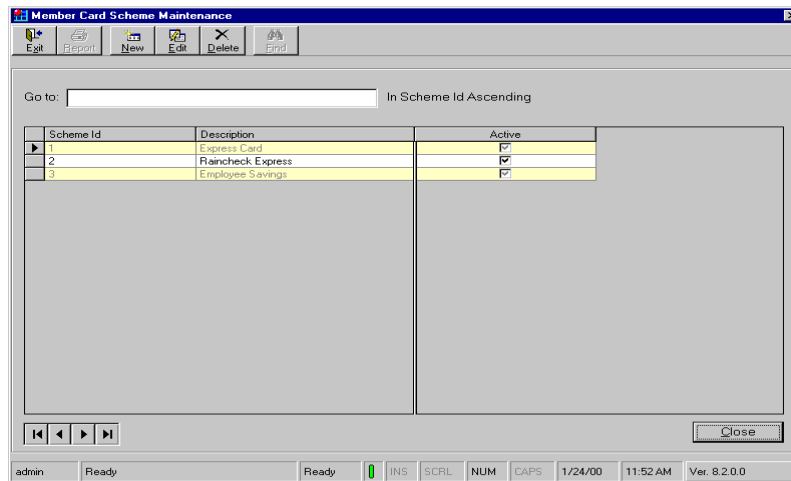 Member Card Scheme Maintenance
Exit Report New Edit Delete Find
Go to: In Scheme Id Ascending
Scheme Id Description Active
1 Express Card
2 Raincheck Express
3 Employee Savings
Close
admin Ready Ready INS SCRL NUM CAPS 1/24/00 11:52 AM Ver. 8.2.0.0